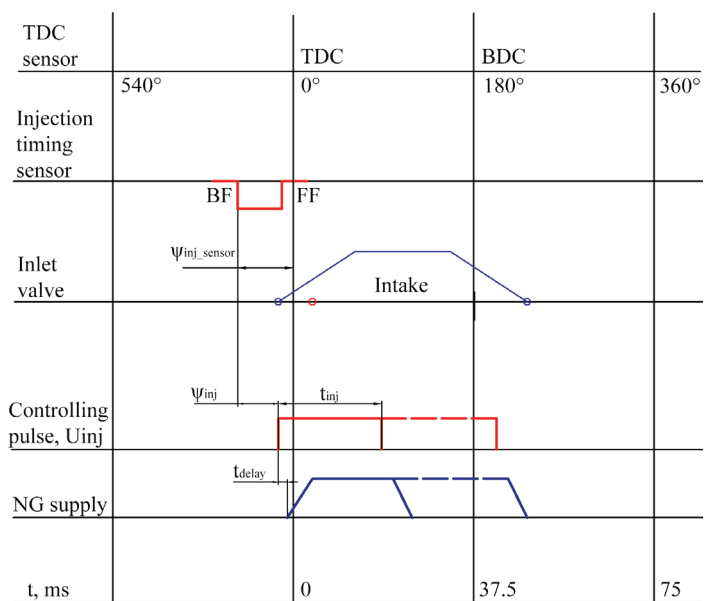 TDC
sensor
TDC
BDC
540°
0°
180°
360°
Injection
timing
sensor
BF
FF
Ψinj_sensor
Inlet
valve
Intake
Ψinj
tinj
Controlling
pulse, Uinj
tdelay
NG supply
t, ms
0
37.5
75